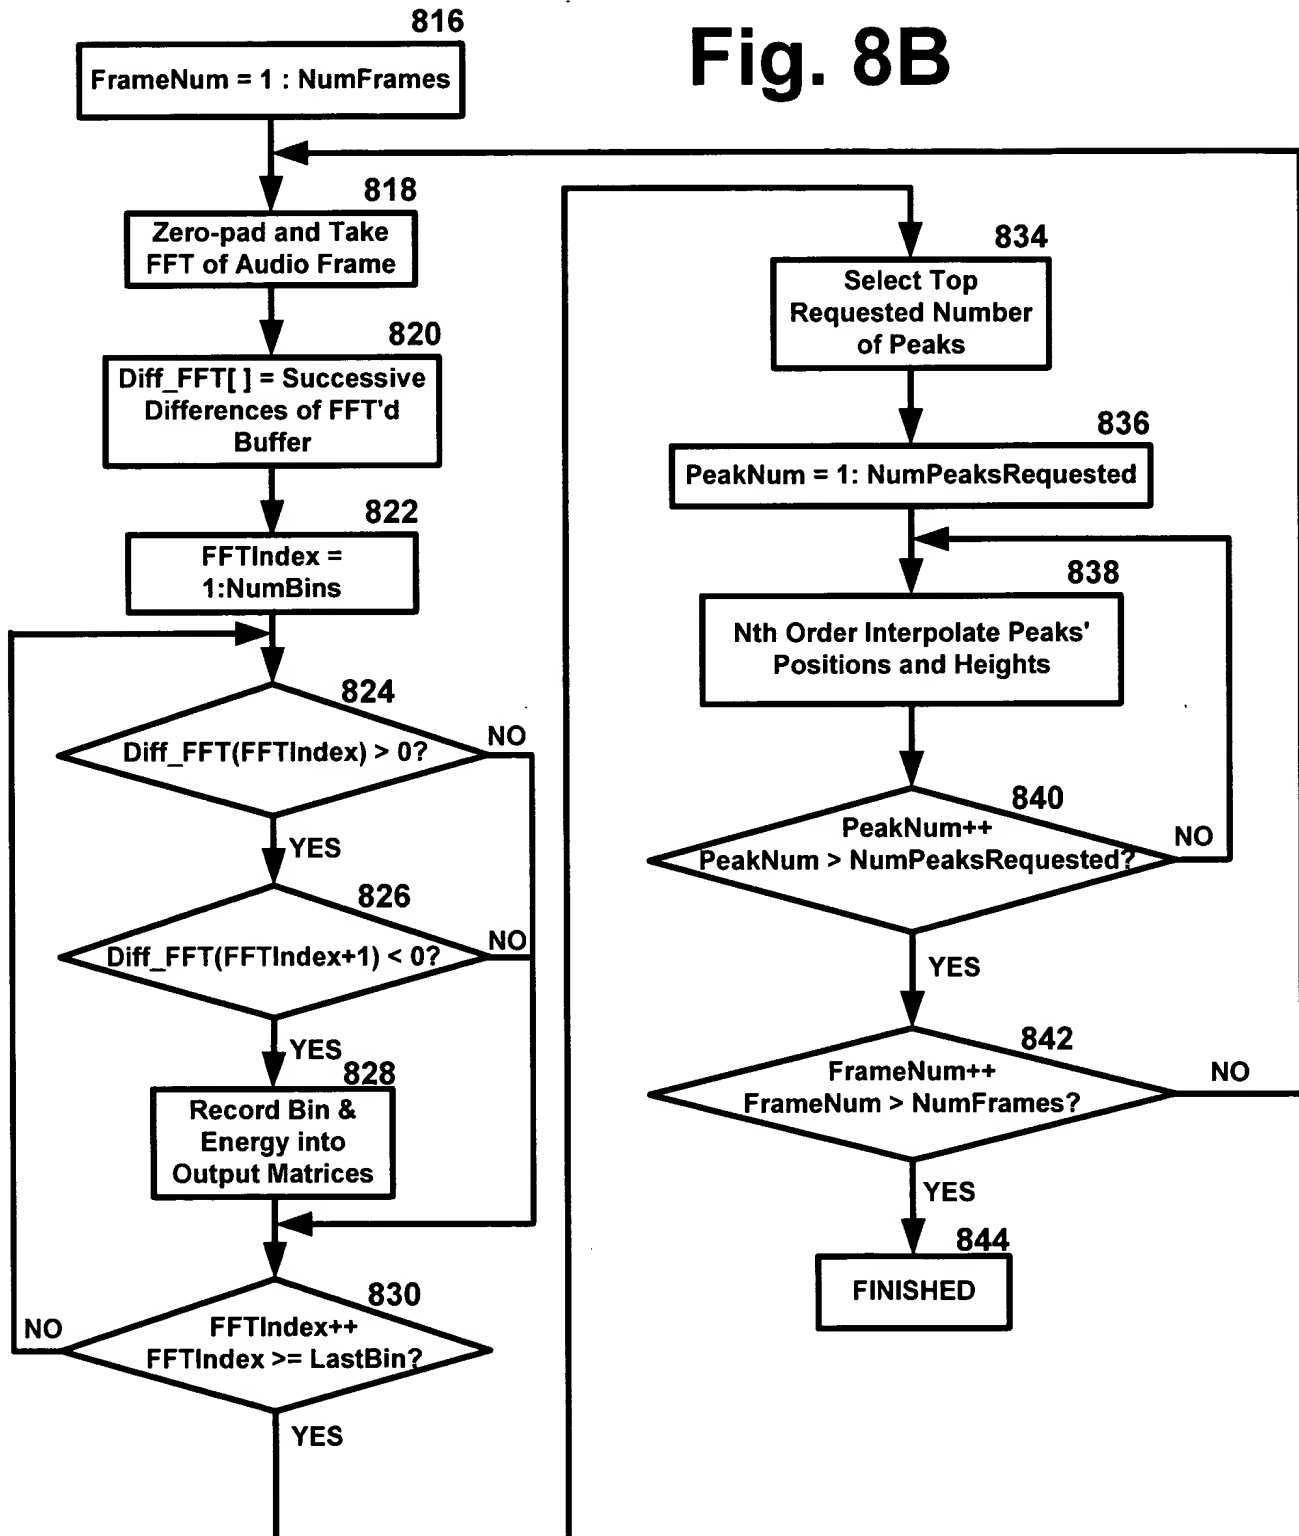 Fig. 8B
816
FrameNum = 1 : NumFrames
818
Zero-pad and Take
FFT of Audio Frame
820
Diff_FFT[ ] = Successive
Differences of FFT'd
Buffer
822
FFTIndex =
1:NumBins
824
Diff_FFT(FFTIndex) > 0?
NO
YES
826
Diff_FFT(FFTIndex+1) < 0?
NO
YES
828
Record Bin &
Energy into
Output Matrices
830
FFTIndex++
FFTIndex >= LastBin?
NO
YES
834
Select Top
Requested Number
of Peaks
836
PeakNum = 1: NumPeaksRequested
838
Nth Order Interpolate Peaks'
Positions and Heights
840
PeakNum++
PeakNum > NumPeaksRequested?
NO
YES
842
FrameNum++
FrameNum > NumFrames?
NO
YES
844
FINISHED